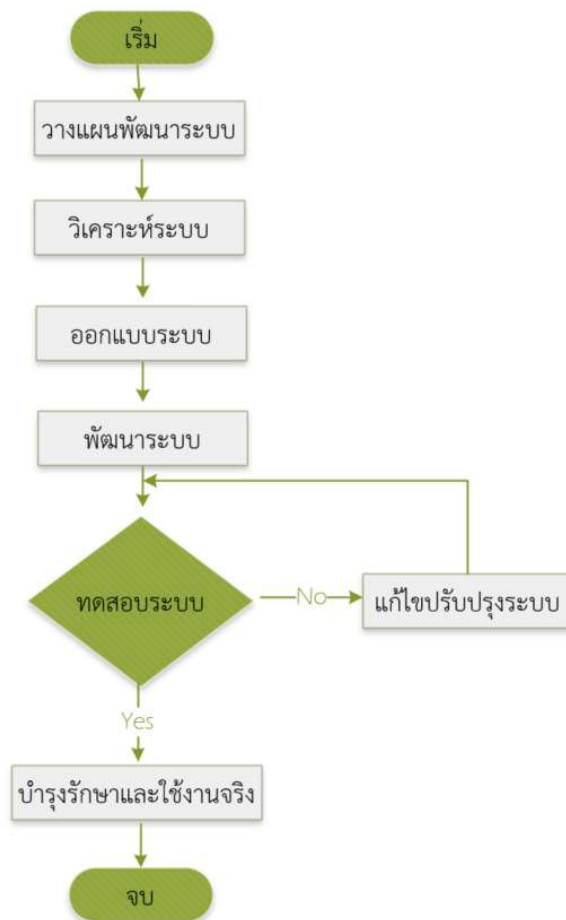 เริ่ม
วางแผนพัฒนาระบบ
วิเคราะห์ระบบ
ออกแบบระบบ
พัฒนาระบบ
ทดสอบระบบ
No
แก้ไขปรับปรุงระบบ
Yes
บำรุงรักษาและใช้งานจริง
จบ